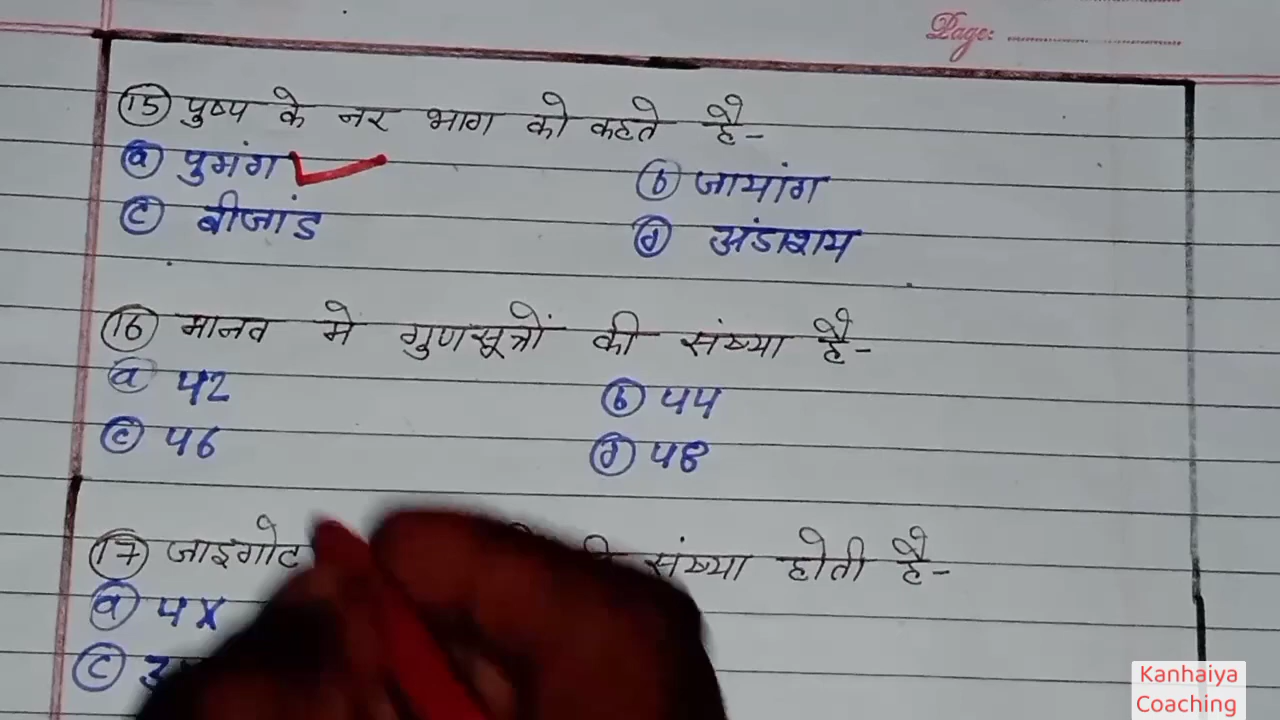 Page:
15 पुष्प के नर भाग को कहते है-
a पुमंग b जायांग
c बीजांड d अंडाशय
16 मानव मे गुणसूत्रों की संख्या है-
a 42 b 44
c 46 d 48
17 जाइगोट संख्या होती है-
a 4x
c
Kanhaiya
Coaching